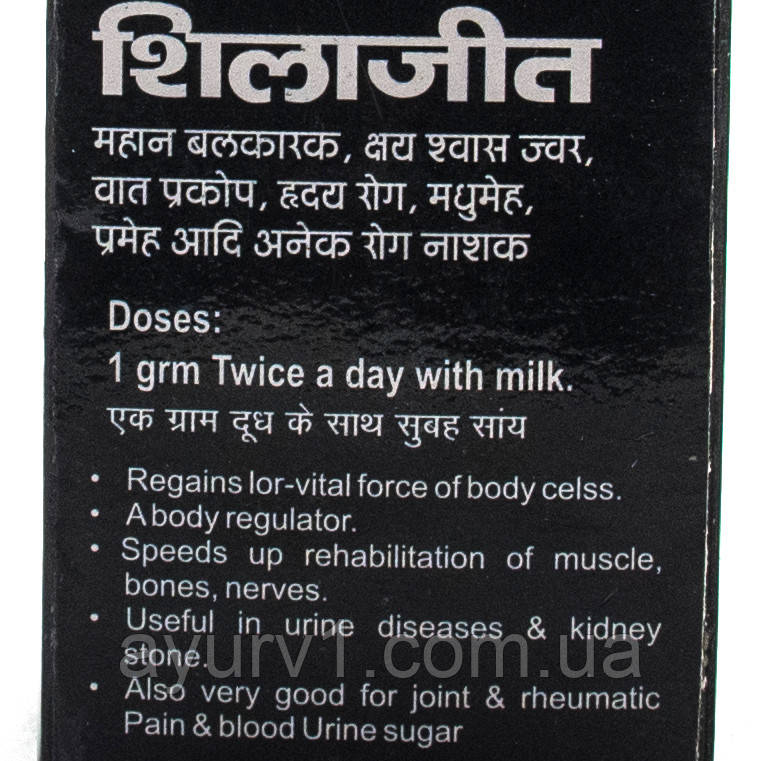 शिलाजीत
महान बलकारक, क्षय श्वास ज्वर,
वात प्रकोप, हृदय रोग, मधुमेह,
प्रमेह आदि अनेक रोग नाशक
Doses:
1 grm Twice a day with milk.
एक ग्राम दूध के साथ सुबह सांय
• Regains lor-vital force of body celss.
• A body regulator.
• Speeds up rehabilitation of muscle,
bones, nerves.
• Useful in urine diseases & kidney
stone.
ayurv1.com.ua
• Also very good for joint & rheumatic
Pain & blood Urine sugar